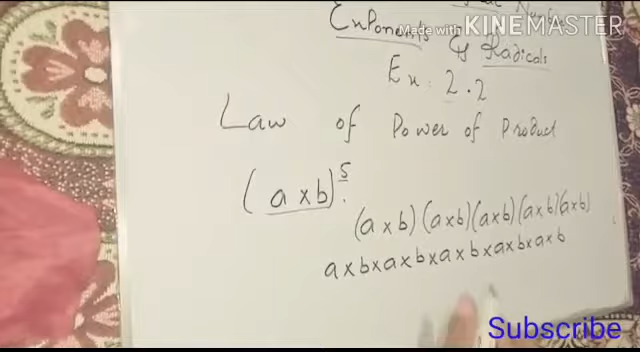 Made with KINEMASTER
Exponents & Radicals
Ex : 2.2
Law of Power of Product
(a × b)⁵
(a × b) (a × b) (a × b) (a × b) (a × b)
a × b × a × b × a × b × a × b × a × b
Subscribe